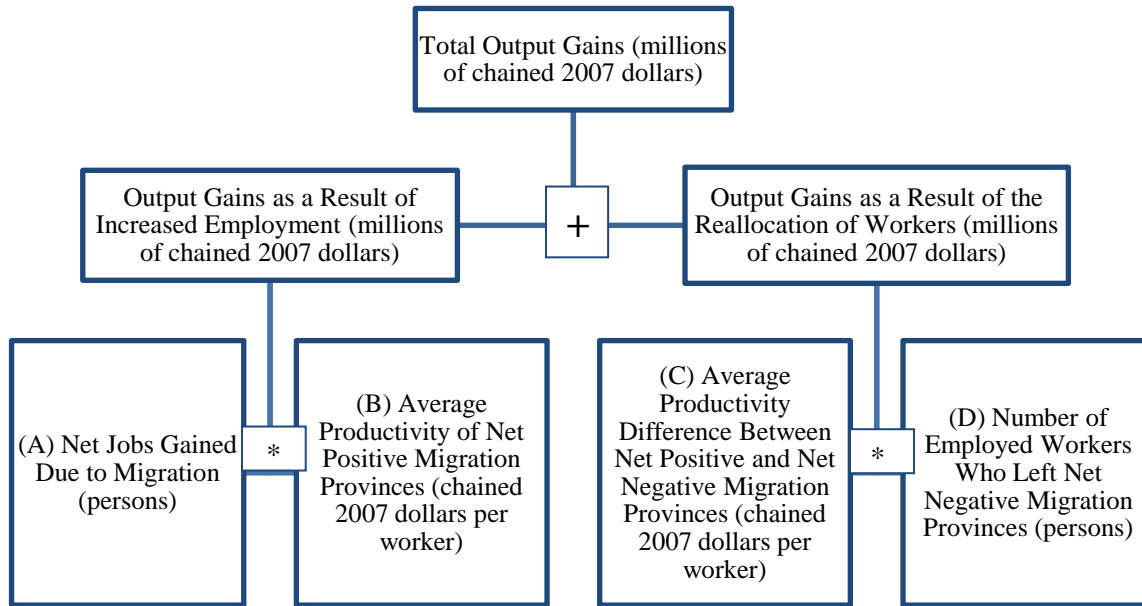 Total Output Gains (millions
of chained 2007 dollars)
Output Gains as a Result of
Increased Employment (millions
of chained 2007 dollars)
+
Output Gains as a Result of the
Reallocation of Workers (millions
of chained 2007 dollars)
(A) Net Jobs Gained
Due to Migration
(persons)
*
(B) Average
Productivity of Net
Positive Migration
Provinces (chained
2007 dollars per
worker)
(C) Average
Productivity
Difference Between
Net Positive and Net
Negative Migration
Provinces (chained
2007 dollars per
worker)
*
(D) Number of
Employed Workers
Who Left Net
Negative Migration
Provinces (persons)